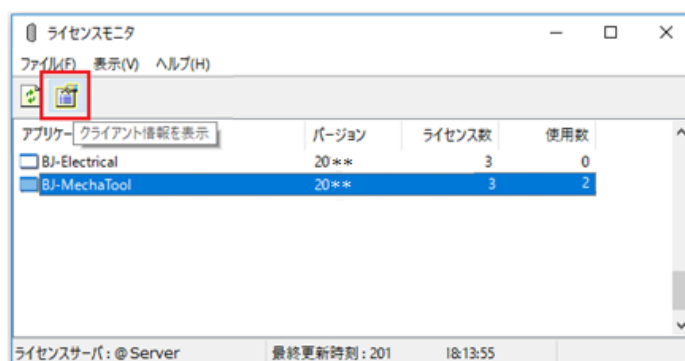 ライセンスモニタ
ファイル(F) 表示(V) ヘルプ(H)
クライアント情報を表示
アプリケー バージョン ライセンス数 使用数
BJ-Electrical 20** 3 0
BJ-MechaTool 20** 3 2
ライセンスサーバ : @Server 最終更新時刻 : 201 18:13:55